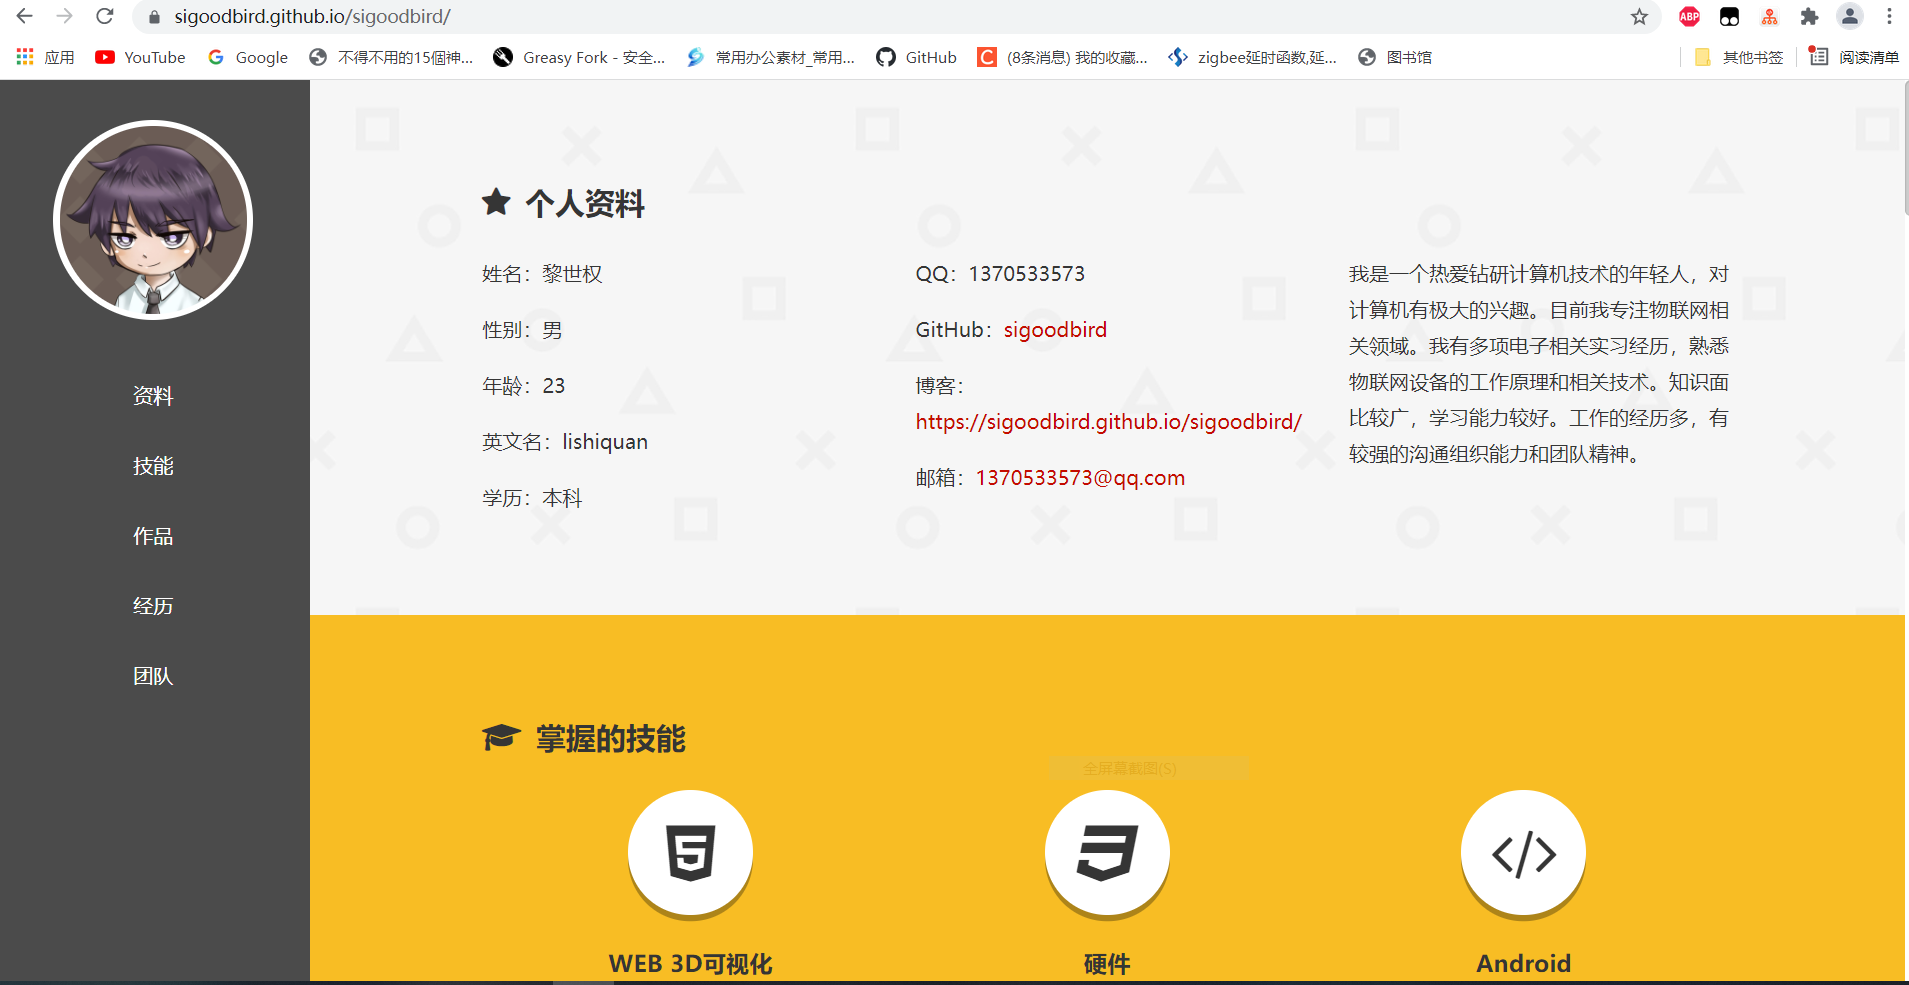 sigoodbird.github.io/sigoodbird/
ABP
应用
YouTube
Google
不得不用的15個神...
Greasy Fork - 安全...
常用办公素材_常用...
GitHub
C
(8条消息) 我的收藏...
zigbee延时函数,延...
图书馆
其他书签
阅读清单
资料
技能
作品
经历
团队
个人资料
姓名：黎世权
性别：男
年龄：23
英文名：lishiquan
学历：本科
QQ：1370533573
GitHub：sigoodbird
博客：
https://sigoodbird.github.io/sigoodbird/
邮箱：1370533573@qq.com
我是一个热爱钻研计算机技术的年轻人，对
计算机有极大的兴趣。目前我专注物联网相
关领域。我有多项电子相关实习经历，熟悉
物联网设备的工作原理和相关技术。知识面
比较广，学习能力较好。工作的经历多，有
较强的沟通组织能力和团队精神。
掌握的技能
全屏幕截图(S)
WEB 3D可视化
硬件
Android